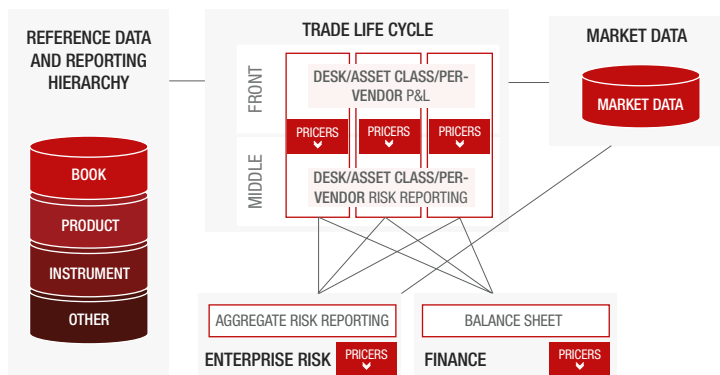 REFERENCE DATA
AND REPORTING
HIERARCHY
BOOK
PRODUCT
INSTRUMENT
OTHER
TRADE LIFE CYCLE
FRONT
DESK/ASSET CLASS/PER-
VENDOR P&L
PRICERS
PRICERS
PRICERS
MIDDLE
DESK/ASSET CLASS/PER-
VENDOR RISK REPORTING
MARKET DATA
MARKET DATA
AGGREGATE RISK REPORTING
ENTERPRISE RISK
PRICERS
BALANCE SHEET
FINANCE
PRICERS